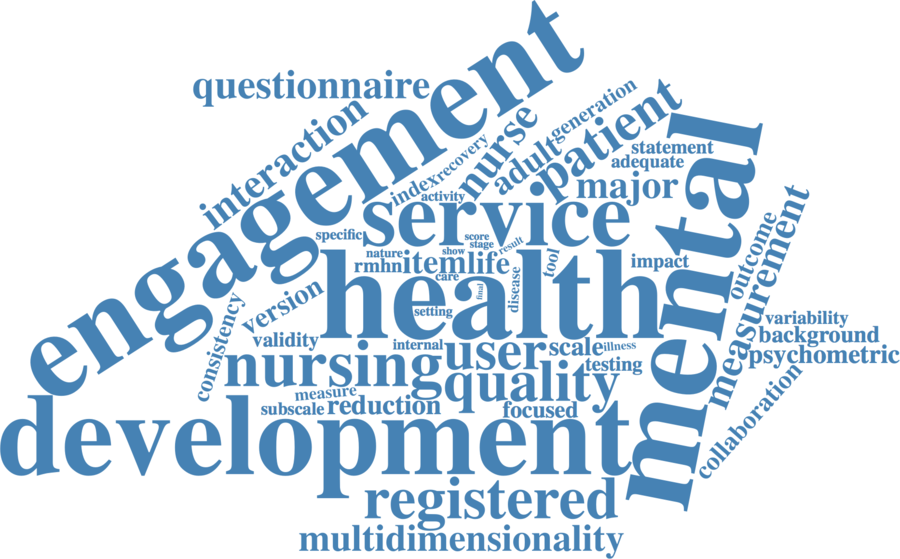 engagement
questionnaire
interaction
generation
nurse
patient
adult
recovery
index
activity
statement
adequate
major
mental
service
specific
score
stage
result
show
nature
rmhn
item
life
care
tool
impact
outcome
measurement
health
final
disease
setting
version
consistency
validity
internal
user
scale
illness
testing
variability
background
psychometric
collaboration
nursing
quality
measure
subscale
reduction
focused
development
registered
multidimensionality